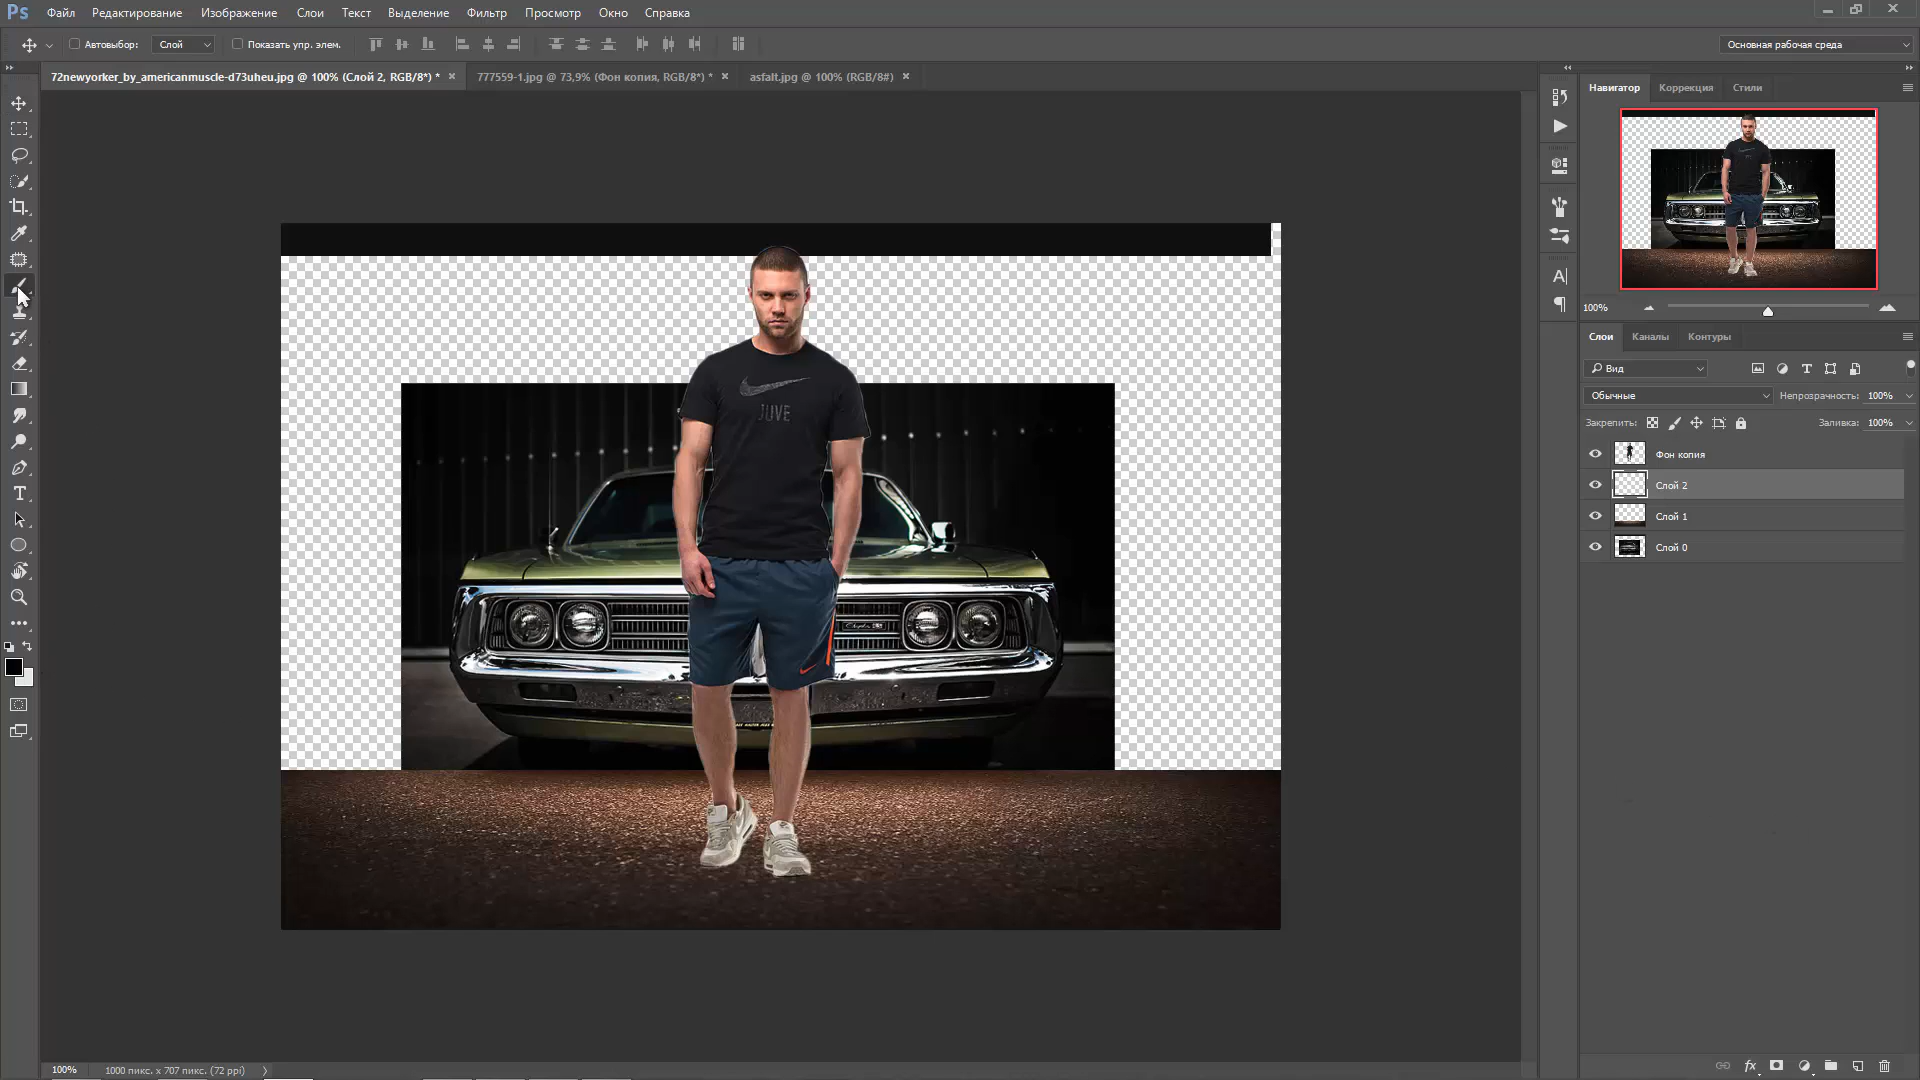 Ps Файл Редактирование Изображение Слои Текст Выделение Фильтр Просмотр Окно Справка
Автовыбор: Слой Показать упр. элем. Основная рабочая среда
72newyorker_by_americanmuscle-d73uheu.jpg @ 100% (Слой 2, RGB/8*) * 777559-1.jpg @ 73,9% (Фон копия, RGB/8*) * asfalt.jpg @ 100% (RGB/8#)
Навигатор Коррекция Стили
100%
Слои Каналы Контуры
Вид
Обычные Непрозрачность: 100%
Закрепить: Заливка: 100%
Фон копия
Слой 2
Слой 1
Слой 0
JUVE
100% 1000 пикс. x 707 пикс. (72 ppi)